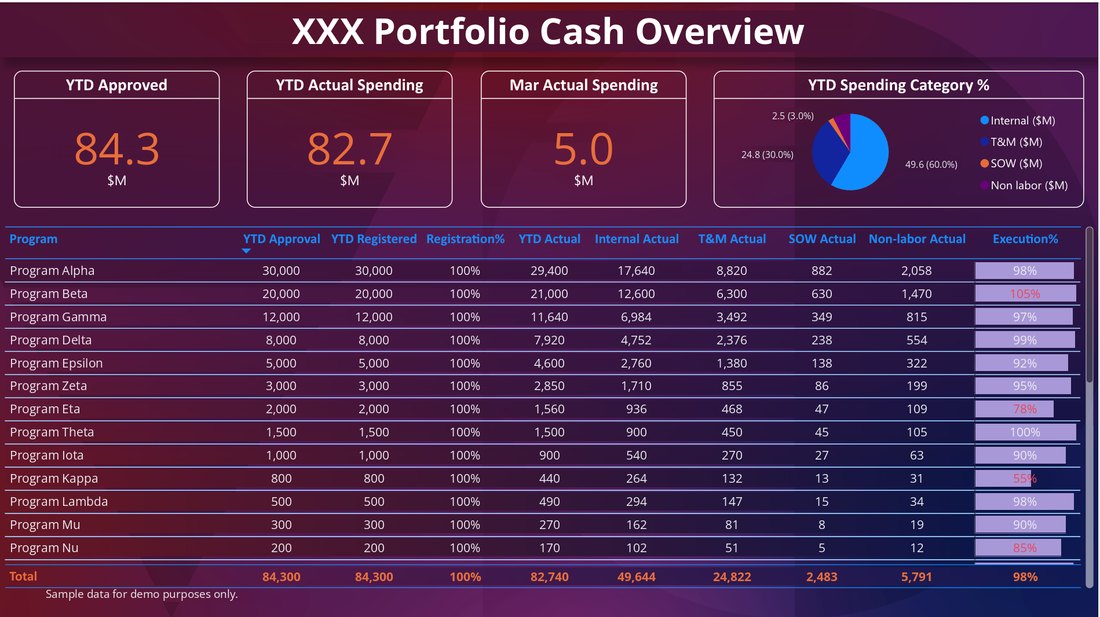 XXX Portfolio Cash Overview
YTD Approved
84.3
$M
YTD Actual Spending
82.7
$M
Mar Actual Spending
5.0
$M
YTD Spending Category %
2.5 (3.0%)
24.8 (30.0%)
49.6 (60.0%)
Internal ($M)
T&M ($M)
SOW ($M)
Non labor ($M)
Program YTD Approval YTD Registered Registration% YTD Actual Internal Actual T&M Actual SOW Actual Non-labor Actual Execution%
Program Alpha 30,000 30,000 100% 29,400 17,640 8,820 882 2,058 98%
Program Beta 20,000 20,000 100% 21,000 12,600 6,300 630 1,470 105%
Program Gamma 12,000 12,000 100% 11,640 6,984 3,492 349 815 97%
Program Delta 8,000 8,000 100% 7,920 4,752 2,376 238 554 99%
Program Epsilon 5,000 5,000 100% 4,600 2,760 1,380 138 322 92%
Program Zeta 3,000 3,000 100% 2,850 1,710 855 86 199 95%
Program Eta 2,000 2,000 100% 1,560 936 468 47 109 78%
Program Theta 1,500 1,500 100% 1,500 900 450 45 105 100%
Program Iota 1,000 1,000 100% 900 540 270 27 63 90%
Program Kappa 800 800 100% 440 264 132 13 31 55%
Program Lambda 500 500 100% 490 294 147 15 34 98%
Program Mu 300 300 100% 270 162 81 8 19 90%
Program Nu 200 200 100% 170 102 51 5 12 85%
Total 84,300 84,300 100% 82,740 49,644 24,822 2,483 5,791 98%
Sample data for demo purposes only.